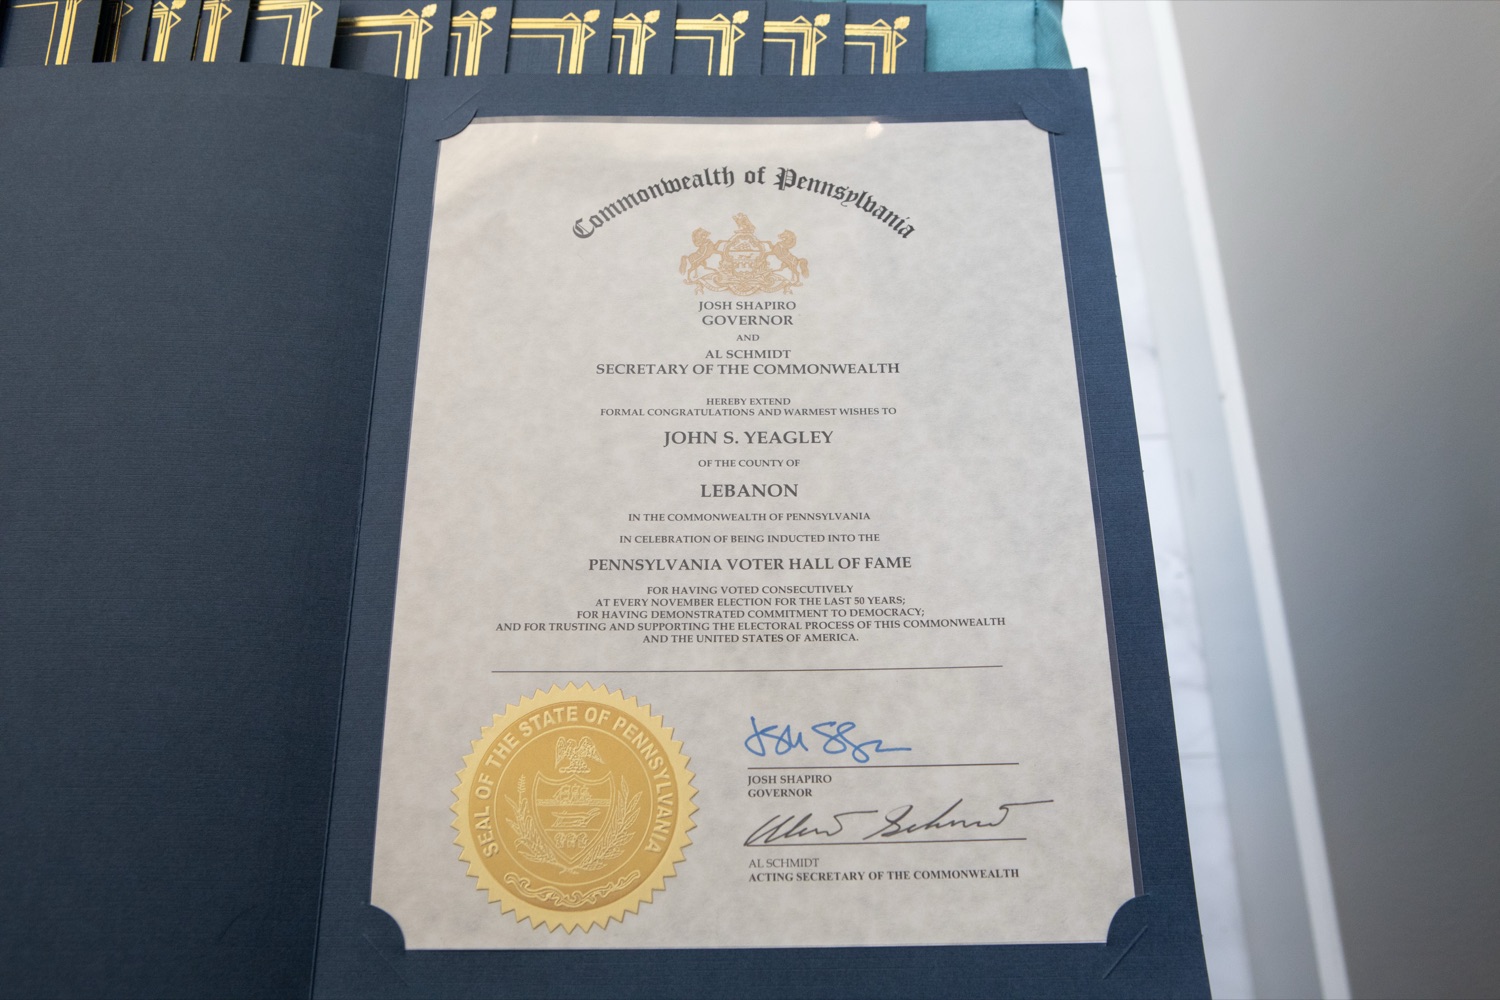 Commonwealth of Pennsylvania
JOSH SHAPIRO
GOVERNOR
AND
AL SCHMIDT
SECRETARY OF THE COMMONWEALTH
HEREBY EXTEND
FORMAL CONGRATULATIONS AND WARMEST WISHES TO
JOHN S. YEAGLEY
OF THE COUNTY OF
LEBANON
IN THE COMMONWEALTH OF PENNSYLVANIA
IN CELEBRATION OF BEING INDUCTED INTO THE
PENNSYLVANIA VOTER HALL OF FAME
FOR HAVING VOTED CONSECUTIVELY
AT EVERY NOVEMBER ELECTION FOR THE LAST 50 YEARS;
FOR HAVING DEMONSTRATED COMMITMENT TO DEMOCRACY;
AND FOR TRUSTING AND SUPPORTING THE ELECTORAL PROCESS OF THIS COMMONWEALTH
AND THE UNITED STATES OF AMERICA.
SEAL OF THE STATE OF PENNSYLVANIA
JOSH SHAPIRO
GOVERNOR
AL SCHMIDT
ACTING SECRETARY OF THE COMMONWEALTH